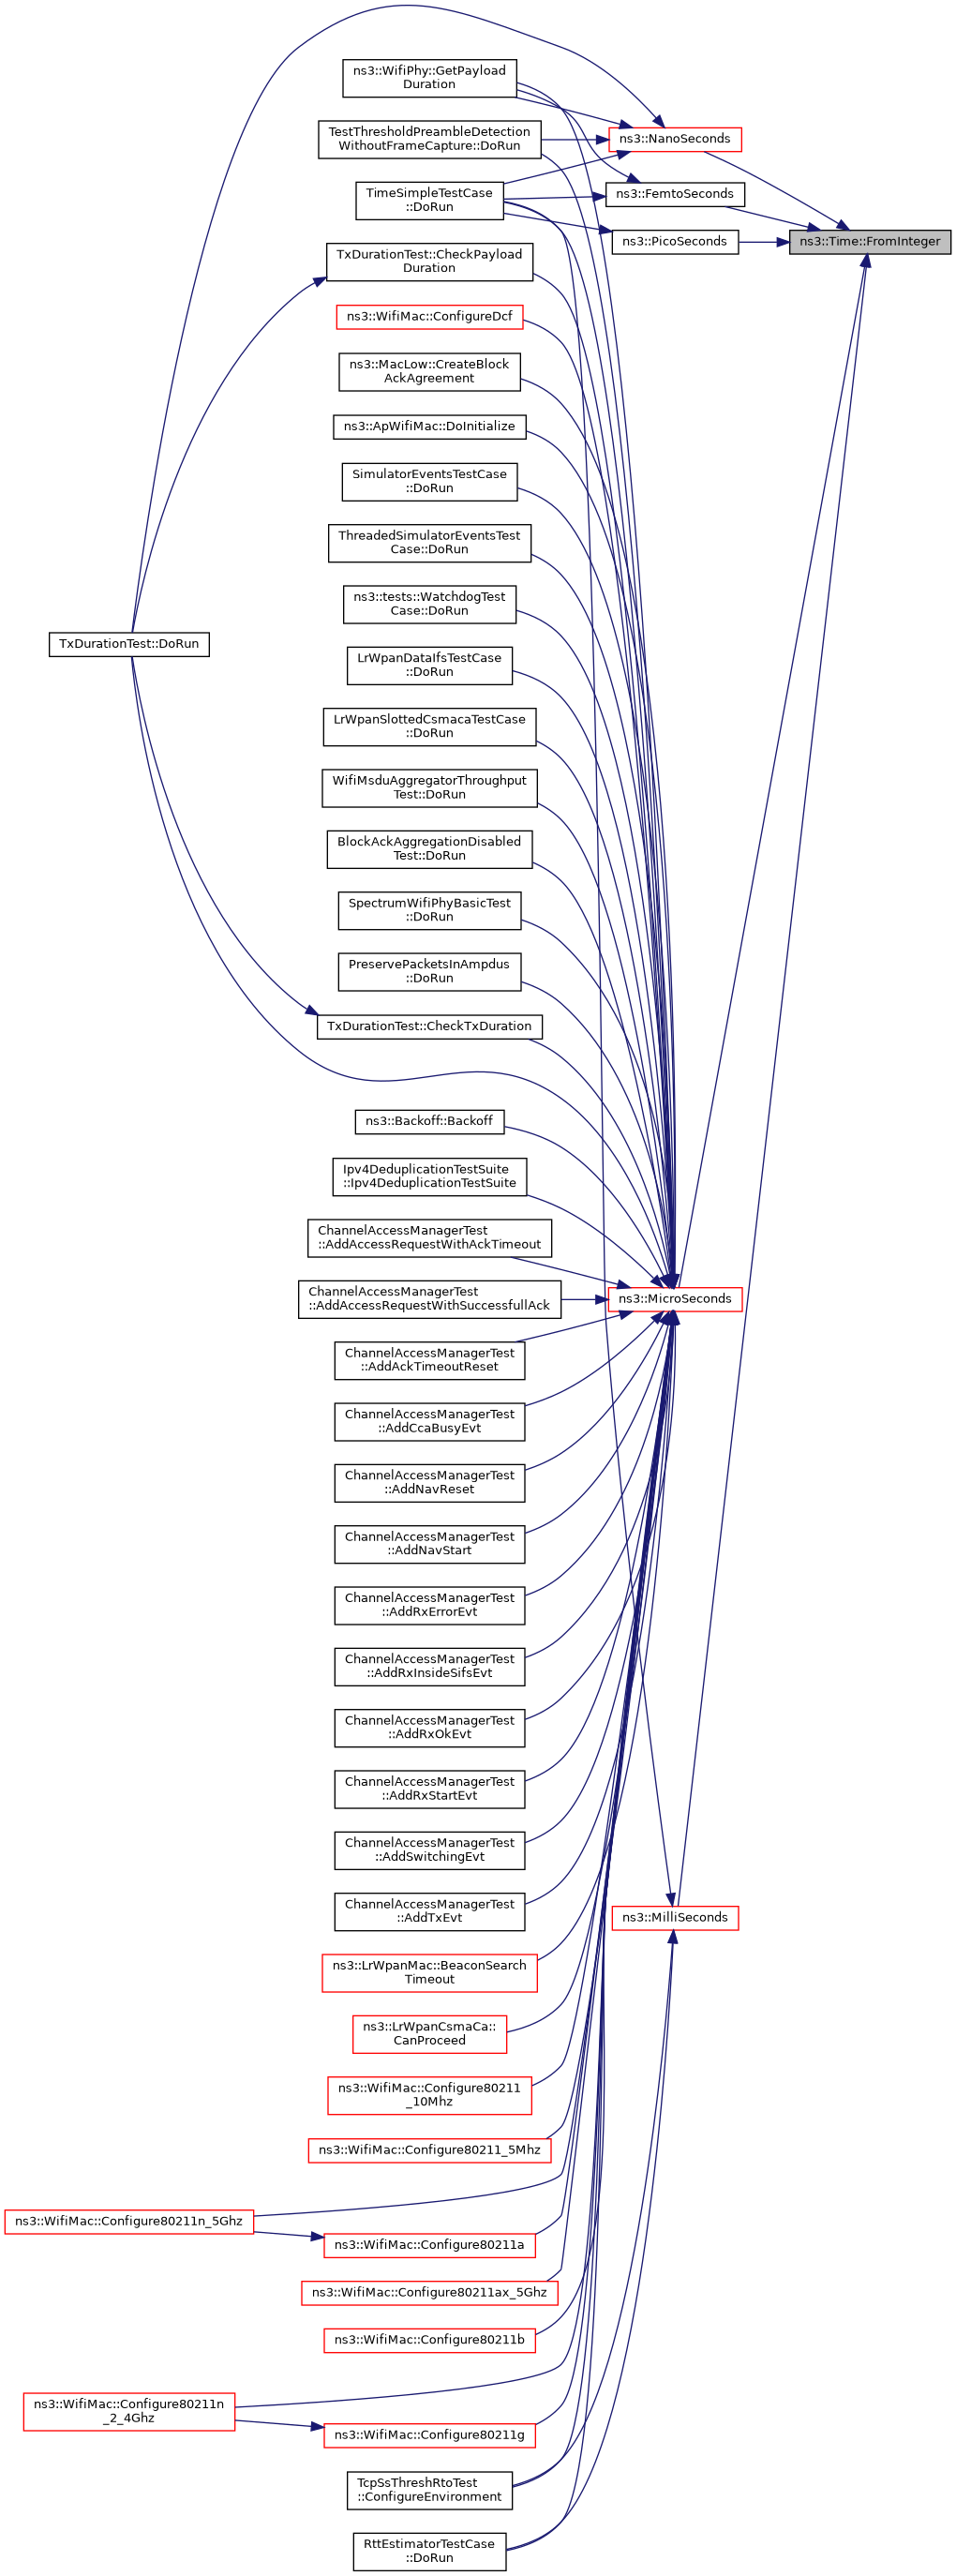 ns3::WifiPhy::GetPayload
Duration
TestThresholdPreambleDetection
WithoutFrameCapture::DoRun
ns3::NanoSeconds
TimeSimpleTestCase
::DoRun
ns3::FemtoSeconds
ns3::PicoSeconds
ns3::Time::FromInteger
TxDurationTest::CheckPayload
Duration
ns3::WifiMac::ConfigureDcf
ns3::MacLow::CreateBlock
AckAgreement
ns3::ApWifiMac::DoInitialize
SimulatorEventsTestCase
::DoRun
ThreadedSimulatorEventsTest
Case::DoRun
ns3::tests::WatchdogTest
Case::DoRun
TxDurationTest::DoRun
LrWpanDataIfsTestCase
::DoRun
LrWpanSlottedCsmacaTestCase
::DoRun
WifiMsduAggregatorThroughput
Test::DoRun
BlockAckAggregationDisabled
Test::DoRun
SpectrumWifiPhyBasicTest
::DoRun
PreservePacketsInAmpdus
::DoRun
TxDurationTest::CheckTxDuration
ns3::Backoff::Backoff
Ipv4DeduplicationTestSuite
::Ipv4DeduplicationTestSuite
ChannelAccessManagerTest
::AddAccessRequestWithAckTimeout
ChannelAccessManagerTest
::AddAccessRequestWithSuccessfullAck
ns3::MicroSeconds
ChannelAccessManagerTest
::AddAckTimeoutReset
ChannelAccessManagerTest
::AddCcaBusyEvt
ChannelAccessManagerTest
::AddNavReset
ChannelAccessManagerTest
::AddNavStart
ChannelAccessManagerTest
::AddRxErrorEvt
ChannelAccessManagerTest
::AddRxInsideSifsEvt
ChannelAccessManagerTest
::AddRxOkEvt
ChannelAccessManagerTest
::AddRxStartEvt
ChannelAccessManagerTest
::AddSwitchingEvt
ChannelAccessManagerTest
::AddTxEvt
ns3::MilliSeconds
ns3::LrWpanMac::BeaconSearch
Timeout
ns3::LrWpanCsmaCa::
CanProceed
ns3::WifiMac::Configure80211
_10Mhz
ns3::WifiMac::Configure80211_5Mhz
ns3::WifiMac::Configure80211n_5Ghz
ns3::WifiMac::Configure80211a
ns3::WifiMac::Configure80211ax_5Ghz
ns3::WifiMac::Configure80211b
ns3::WifiMac::Configure80211n
_2_4Ghz
ns3::WifiMac::Configure80211g
TcpSsThreshRtoTest
::ConfigureEnvironment
RttEstimatorTestCase
::DoRun